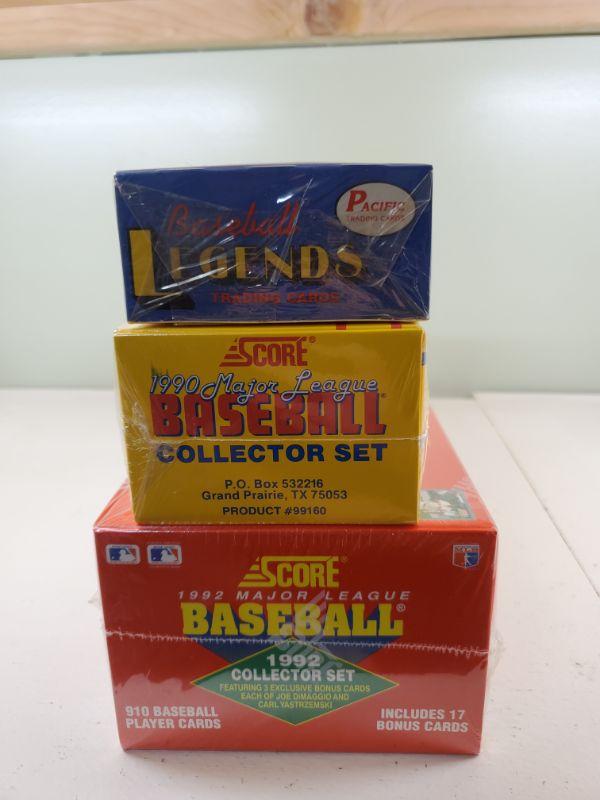 Baseball
LEGENDS
TRADING CARDS
PACIFIC
TRADING CARDS
SCORE®
1990 Major League
BASEBALL®
COLLECTOR SET
P.O. Box 532216
Grand Prairie, TX 75053
PRODUCT #99160
SCORE®
1992 MAJOR LEAGUE
BASEBALL®
1992
COLLECTOR SET
FEATURING 3 EXCLUSIVE BONUS CARDS
EACH OF JOE DIMAGGIO AND
CARL YASTRZEMSKI
910 BASEBALL
PLAYER CARDS
INCLUDES 17
BONUS CARDS